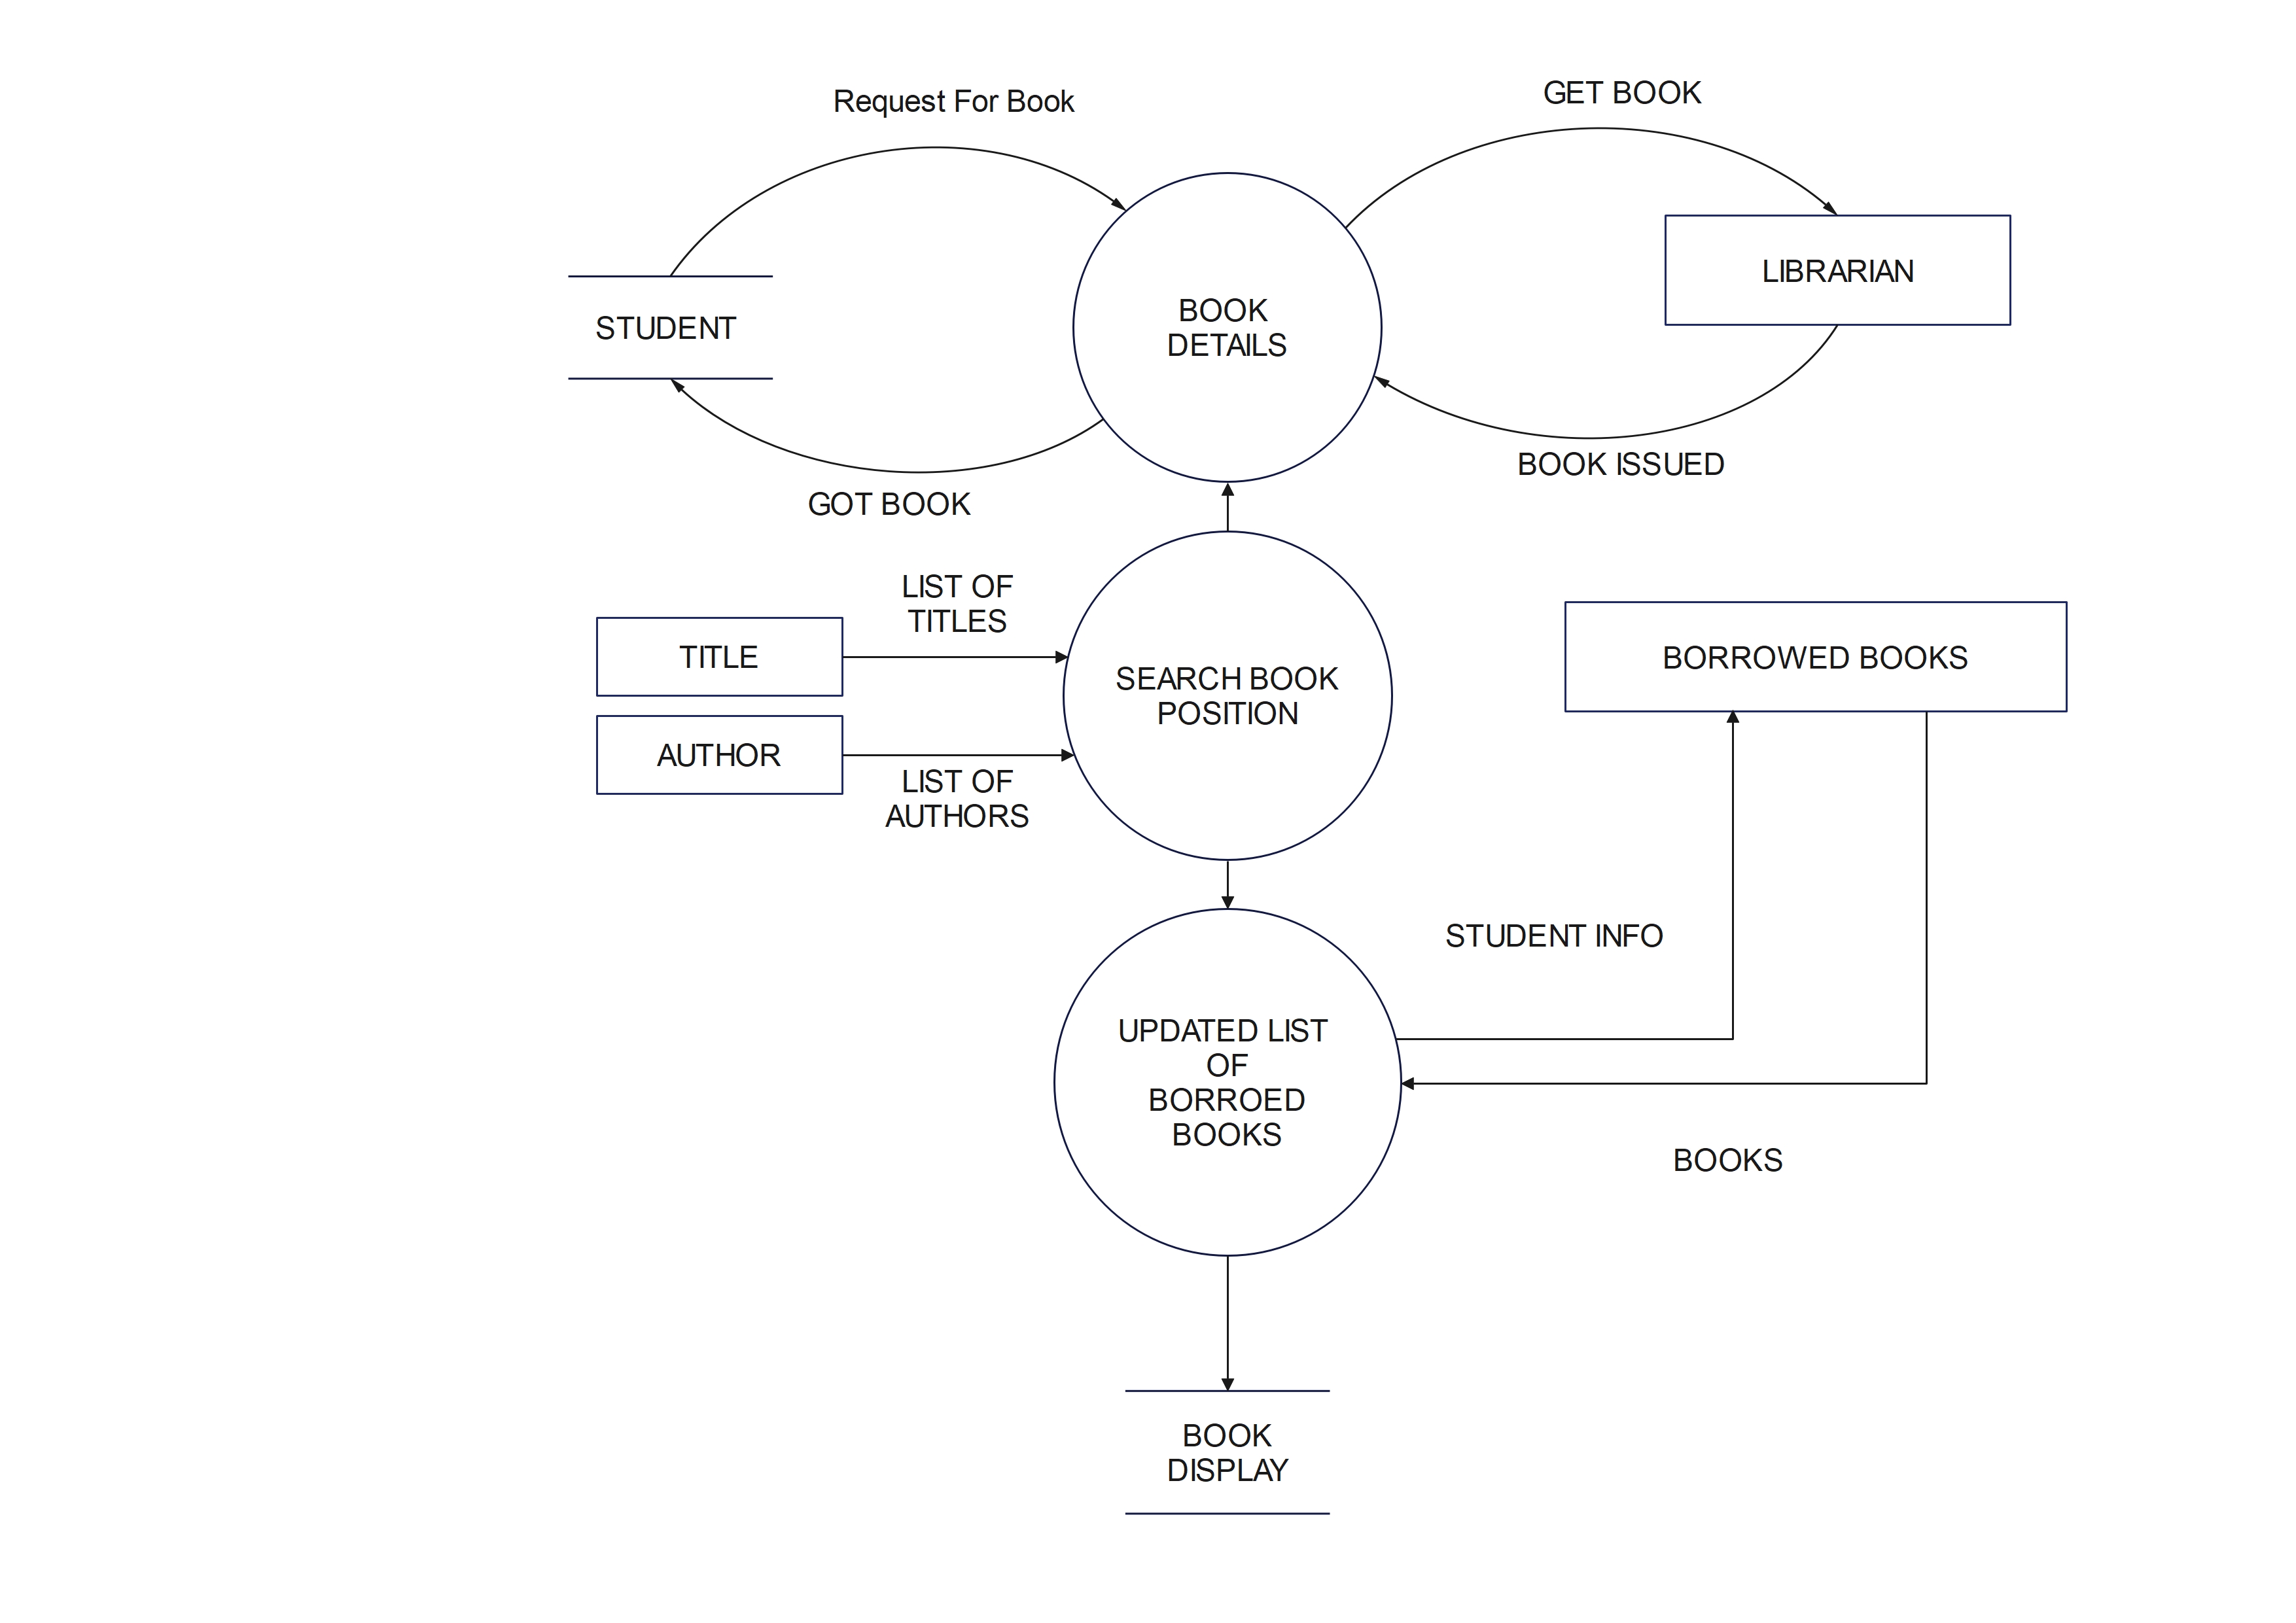 Request For Book
GET BOOK
LIBRARIAN
STUDENT
BOOK
DETAILS
BOOK ISSUED
GOT BOOK
LIST OF
TITLES
TITLE
SEARCH BOOK
POSITION
BORROWED BOOKS
AUTHOR
LIST OF
AUTHORS
STUDENT INFO
UPDATED LIST
OF
BORROED
BOOKS
BOOKS
BOOK
DISPLAY